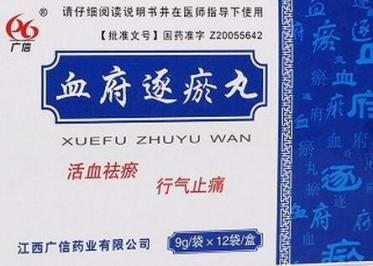 广信®
请仔细阅读说明书并在医师指导下使用
【批准文号】国药准字 Z20055642
血府逐瘀丸
XUEFU ZHUYU WAN
活血祛瘀
行气止痛
江西广信药业有限公司
9g/袋×12袋/盒